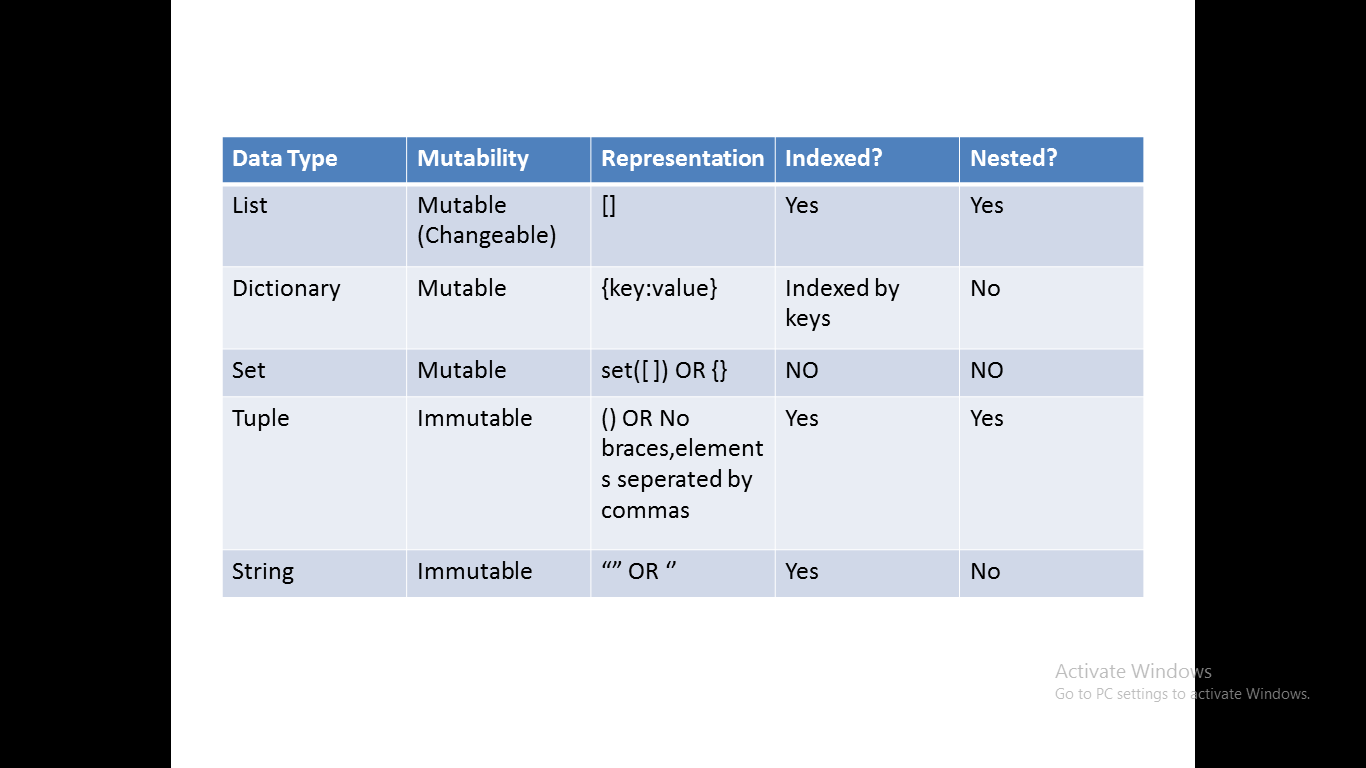 Data Type Mutability Representation Indexed? Nested?
List Mutable [] Yes Yes
(Changeable)
Dictionary Mutable {key:value} Indexed by No
keys
Set Mutable set([ ]) OR {} NO NO
Tuple Immutable () OR No Yes Yes
braces,element
s seperated by
commas
String Immutable “” OR ‘’ Yes No
Activate Windows
Go to PC settings to activate Windows.